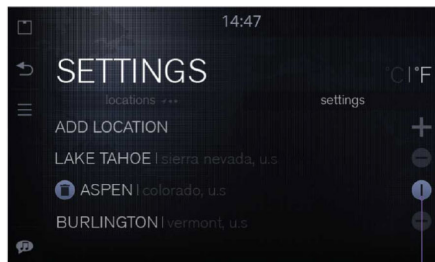 14:47
SETTINGS
°C | °F
locations settings
ADD LOCATION
LAKE TAHOE | sierra nevada, u.s
ASPEN | colorado, u.s
BURLINGTON | vermont, u.s